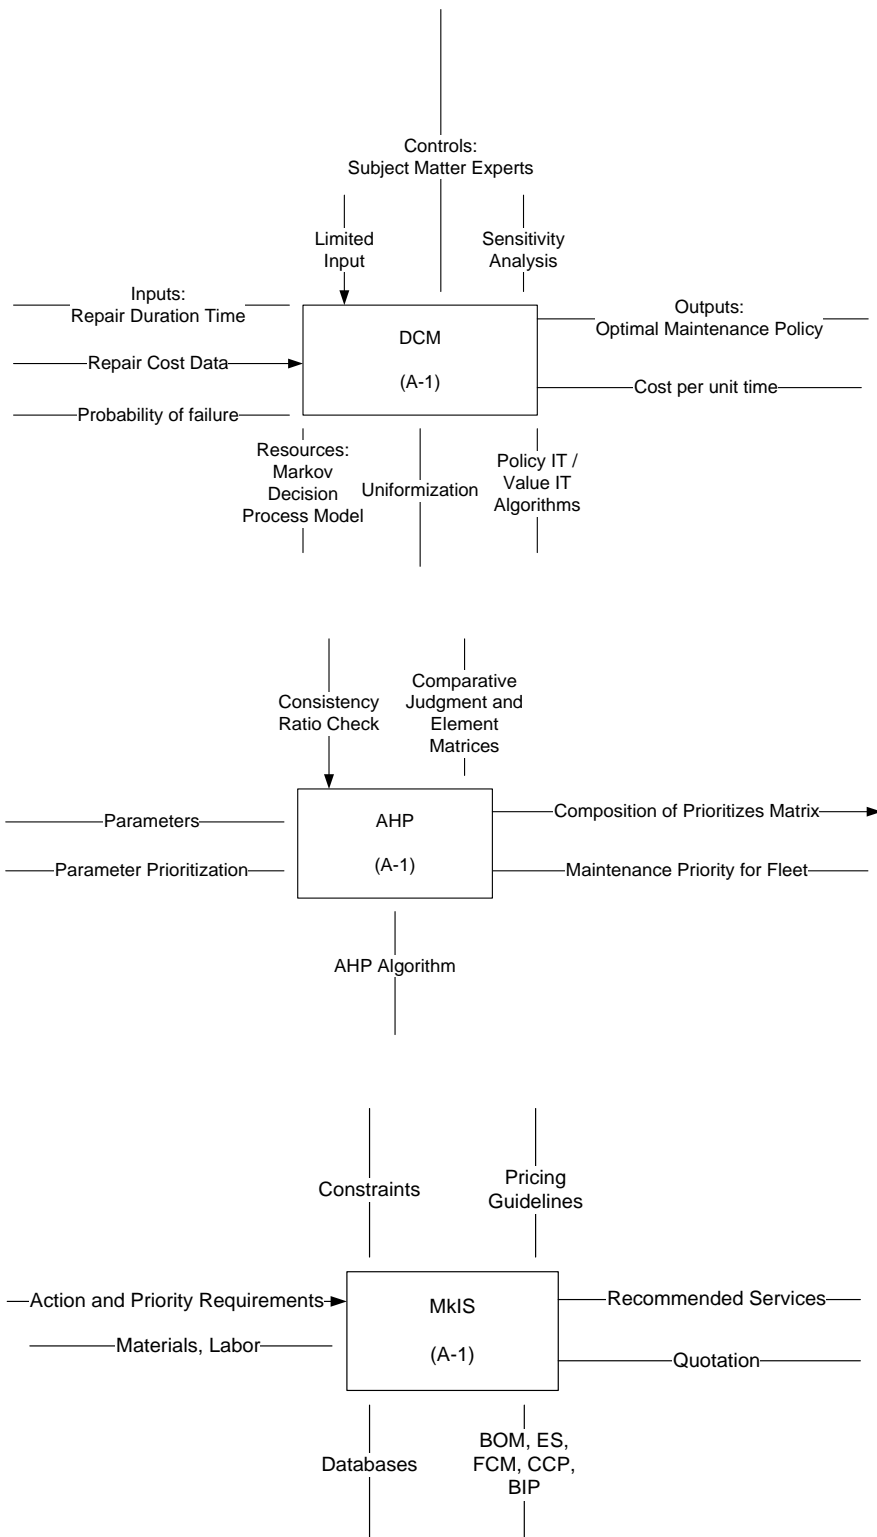 Controls:
Subject Matter Experts
Limited
Input
Sensitivity
Analysis
Inputs:
Repair Duration Time
Outputs:
Optimal Maintenance Policy
DCM
(A-1)
Repair Cost Data
Cost per unit time
Probability of failure
Resources:
Markov
Decision
Process Model
Uniformization
Policy IT /
Value IT
Algorithms
Consistency
Ratio Check
Comparative
Judgment and
Element
Matrices
Parameters
AHP
(A-1)
Composition of Prioritizes Matrix
Parameter Prioritization
Maintenance Priority for Fleet
AHP Algorithm
Constraints
Pricing
Guidelines
Action and Priority Requirements
MkIS
(A-1)
Recommended Services
Materials, Labor
Quotation
Databases
BOM, ES,
FCM, CCP,
BIP